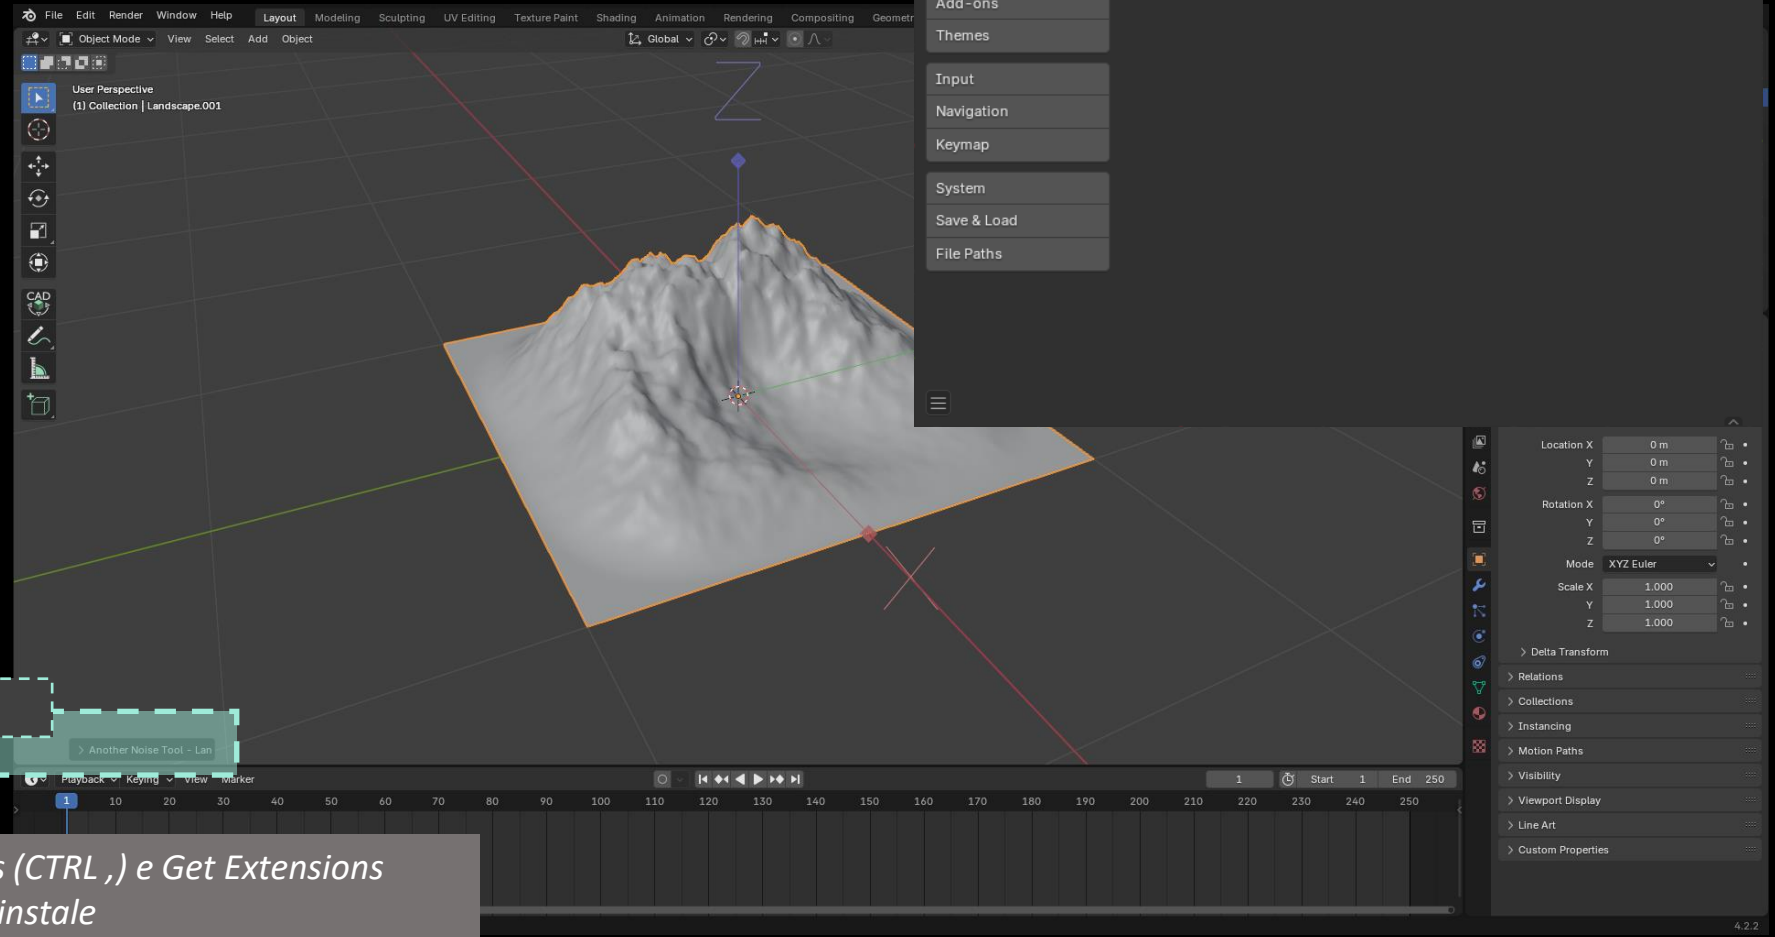 File Edit Render Window Help Layout Modeling Sculpting UV Editing Texture Paint Shading Animation Rendering Compositing Geometr
Object Mode View Select Add Object Global
User Perspective
(1) Collection | Landscape.001
Z
CAD
Add-ons
Themes
Input
Navigation
Keymap
System
Save & Load
File Paths
Location X 0 m
Y 0 m
Z 0 m
Rotation X 0°
Y 0°
Z 0°
Mode XYZ Euler
Scale X 1.000
Y 1.000
Z 1.000
Delta Transform
Relations
Collections
Instancing
Motion Paths
Visibility
Viewport Display
Line Art
Custom Properties
X
Another Noise Tool - Lan
Playback Keying View Marker 1 Start 1 End 250
1 10 20 30 40 50 60 70 80 90 100 110 120 130 140 150 160 170 180 190 200 210 220 230 240 250
s (CTRL ,) e Get Extensions
instale
4.2.2